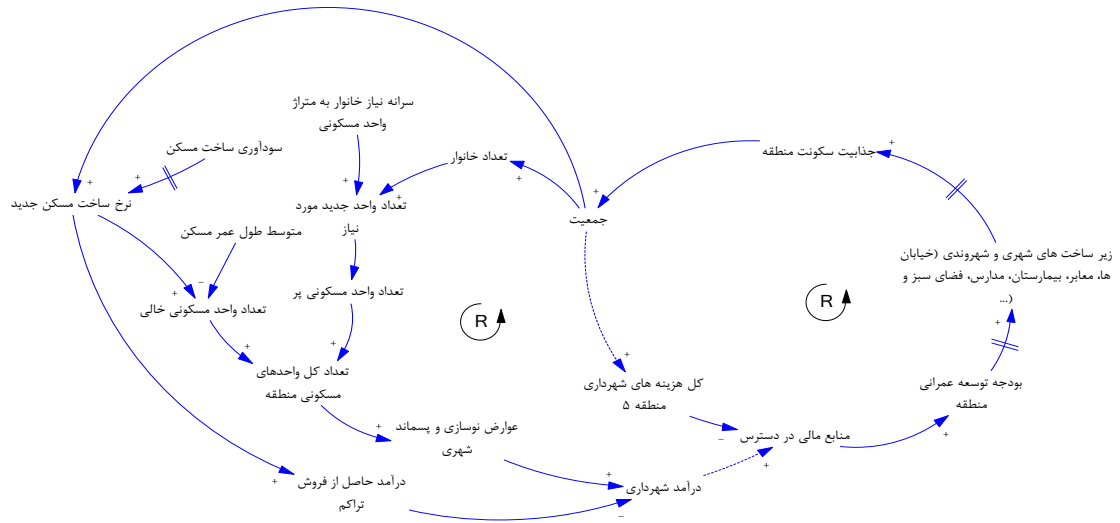 سرانه نیاز خانوار به متراژ
واحد مسکونی
سودآوری ساخت مسکن
تعداد خانوار
جذابیت سکونت منطقه
نرخ ساخت مسکن جدید
تعداد واحد جدید مورد
نیاز
جمعیت
متوسط طول عمر مسکن
زیر ساخت های شهری و شهروندی (خیابان
ها، معابر، بیمارستان، مدارس، فضای سبز و
...)
تعداد واحد مسکونی پر
تعداد واحد مسکونی خالی
R
R
تعداد کل واحدهای
مسکونی منطقه
کل هزینه های شهرداری
منطقه ۵
بودجه توسعه عمرانی
منطقه
عوارض نوسازی و پسماند
شهری
منابع مالی در دسترس
درآمد حاصل از فروش
تراکم
درآمد شهرداری